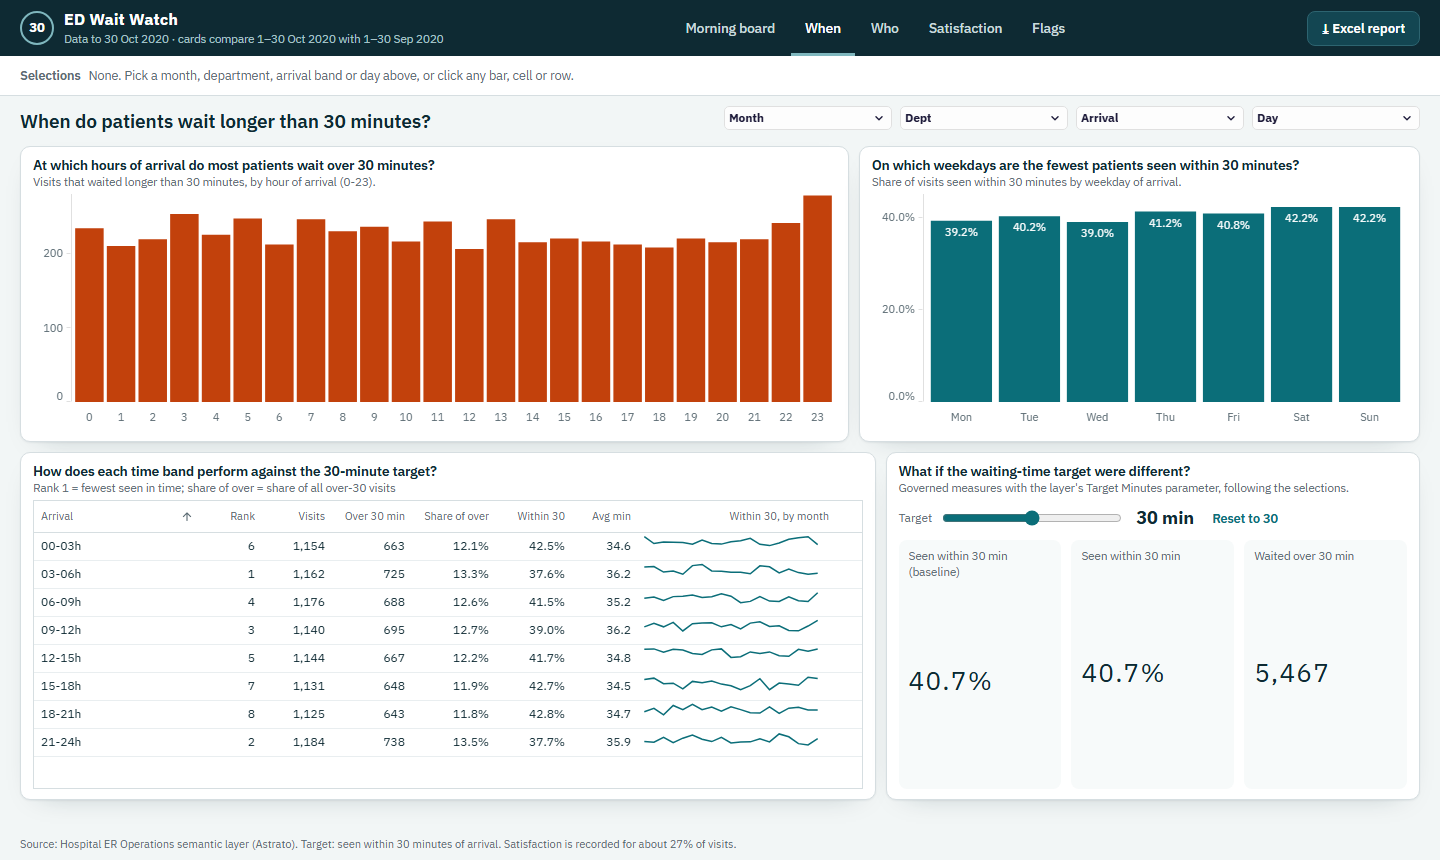 30
ED Wait Watch
Data to 30 Oct 2020 · cards compare 1–30 Oct 2020 with 1–30 Sep 2020
Morning board
When
Who
Satisfaction
Flags
Excel report
Selections None. Pick a month, department, arrival band or day above, or click any bar, cell or row.
When do patients wait longer than 30 minutes?
Month
Dept
Arrival
Day
At which hours of arrival do most patients wait over 30 minutes?
Visits that waited longer than 30 minutes, by hour of arrival (0-23).
200
100
0
0 1 2 3 4 5 6 7 8 9 10 11 12 13 14 15 16 17 18 19 20 21 22 23
On which weekdays are the fewest patients seen within 30 minutes?
Share of visits seen within 30 minutes by weekday of arrival.
40.0%
20.0%
0.0%
39.2% 40.2% 39.0% 41.2% 40.8% 42.2% 42.2%
Mon Tue Wed Thu Fri Sat Sun
How does each time band perform against the 30-minute target?
Rank 1 = fewest seen in time; share of over = share of all over-30 visits
Arrival Rank Visits Over 30 min Share of over Within 30 Avg min Within 30, by month
00-03h 6 1,154 663 12.1% 42.5% 34.6
03-06h 1 1,162 725 13.3% 37.6% 36.2
06-09h 4 1,176 688 12.6% 41.5% 35.2
09-12h 3 1,140 695 12.7% 39.0% 36.2
12-15h 5 1,144 667 12.2% 41.7% 34.8
15-18h 7 1,131 648 11.9% 42.7% 34.5
18-21h 8 1,125 643 11.8% 42.8% 34.7
21-24h 2 1,184 738 13.5% 37.7% 35.9
What if the waiting-time target were different?
Governed measures with the layer's Target Minutes parameter, following the selections.
Target 30 min Reset to 30
Seen within 30 min
(baseline)
40.7%
Seen within 30 min
40.7%
Waited over 30 min
5,467
Source: Hospital ER Operations semantic layer (Astrato). Target: seen within 30 minutes of arrival. Satisfaction is recorded for about 27% of visits.